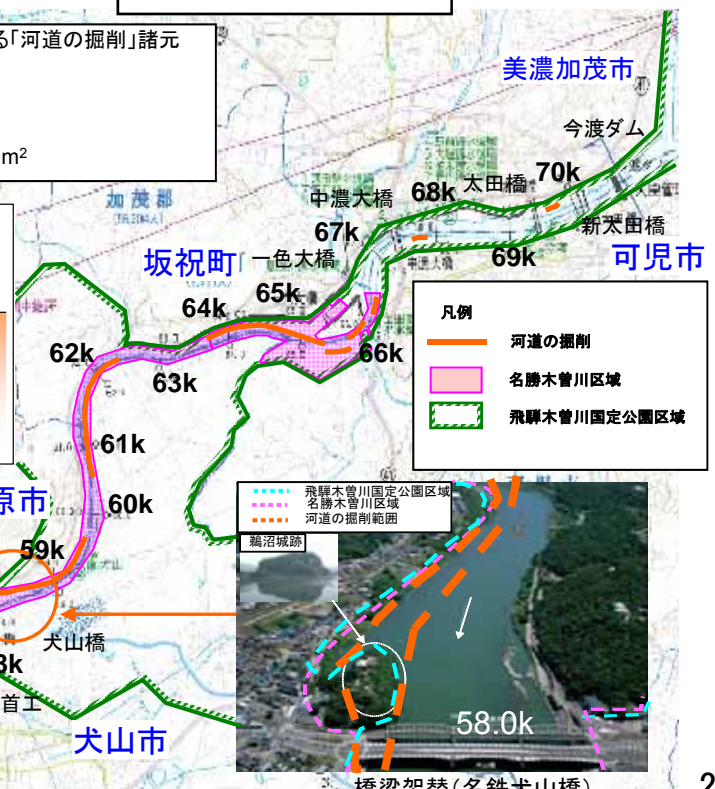 る「河道の掘削」諸元
m²
美濃加茂市
今渡ダム
70k
太田橋
68k
中濃大橋
加茂郡
67k
新太田橋
69k
可児市
坂祝町
一色大橋
65k
64k
66k
62k
63k
凡例
河道の掘削
名勝木曽川区域
飛騨木曽川国定公園区域
61k
60k
原市
59k
犬山橋
8k
首工
犬山市
飛騨木曽川国定公園区域
名勝木曽川区域
河道の掘削範囲
鵜沼城跡
58.0k
橋梁架替(名鉄犬山橋)
2